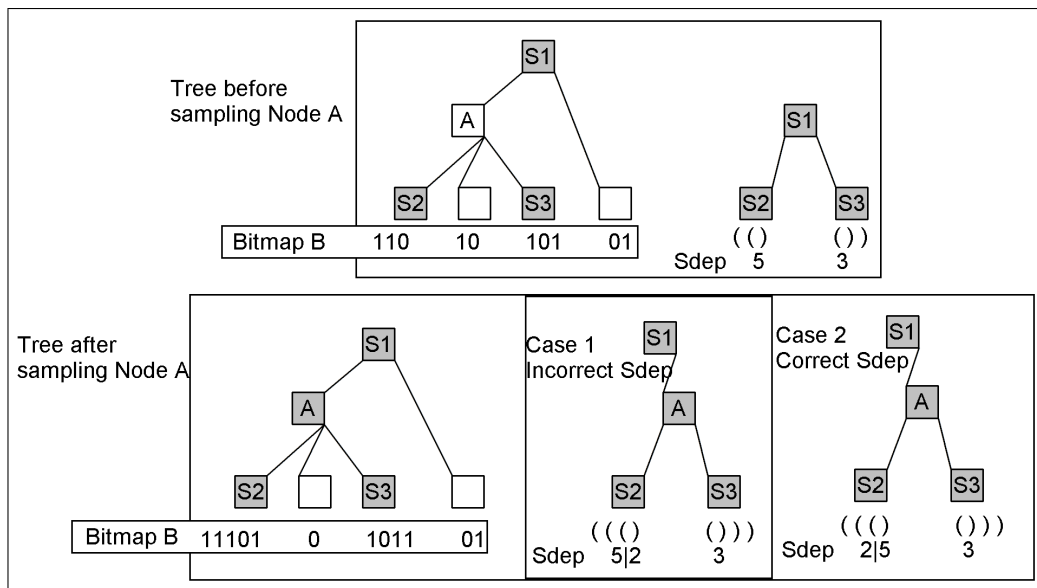 S1
Tree before
sampling Node A
A
S1
S2
S3
S2
S3
Bitmap B 110 10 101 01
( ( ) ( ) )
Sdep 5 3
Tree after
sampling Node A
S1
A
S2
S3
Bitmap B 11101 0 1011 01
S1
Case 1
Incorrect Sdep
A
S2
S3
( ( ( ) ( ) ) )
Sdep 5|2 3
S1
Case 2
Correct Sdep
A
S2
S3
( ( ( ) ( ) ) )
Sdep 2|5 3